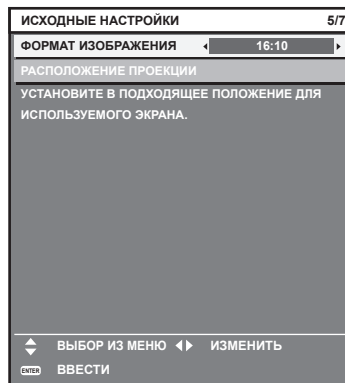 ИСХОДНЫЕ НАСТРОЙКИ 5/7
ФОРМАТ ИЗОБРАЖЕНИЯ 16:10
РАСПОЛОЖЕНИЕ ПРОЕКЦИИ
УСТАНОВИТЕ В ПОДХОДЯЩЕЕ ПОЛОЖЕНИЕ ДЛЯ
ИСПОЛЬЗУЕМОГО ЭКРАНА.
ВЫБОР ИЗ МЕНЮ ИЗМЕНИТЬ
ENTER ВВЕСТИ